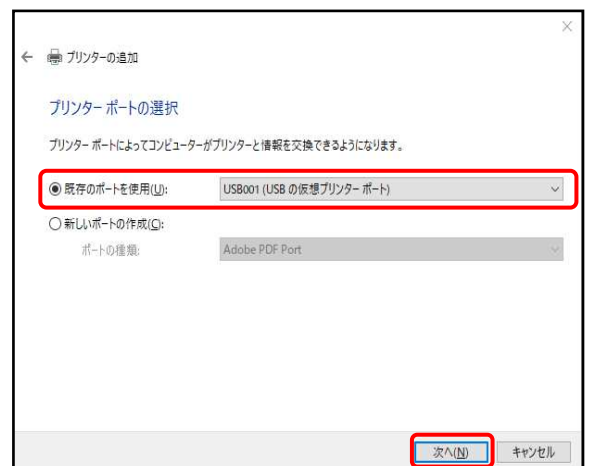 プリンターの追加
プリンター ポートの選択
プリンター ポートによってコンピューターがプリンターと情報を交換できるようになります。
既存のポートを使用(U): USB001 (USB の仮想プリンター ポート)
新しいポートの作成(C):
ポートの種類: Adobe PDF Port
次へ(N) キャンセル